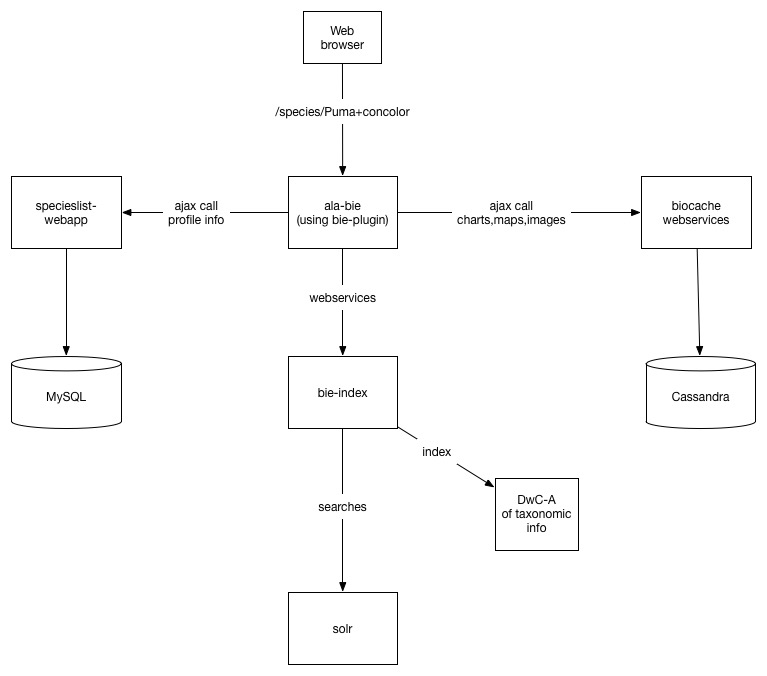 Web
browser
/species/Puma+concolor
specieslist-
webapp
ajax call
profile info
ala-bie
(using bie-plugin)
ajax call
charts,maps,images
biocache
webservices
webservices
MySQL
bie-index
Cassandra
index
searches
DwC-A
of taxonomic
info
solr